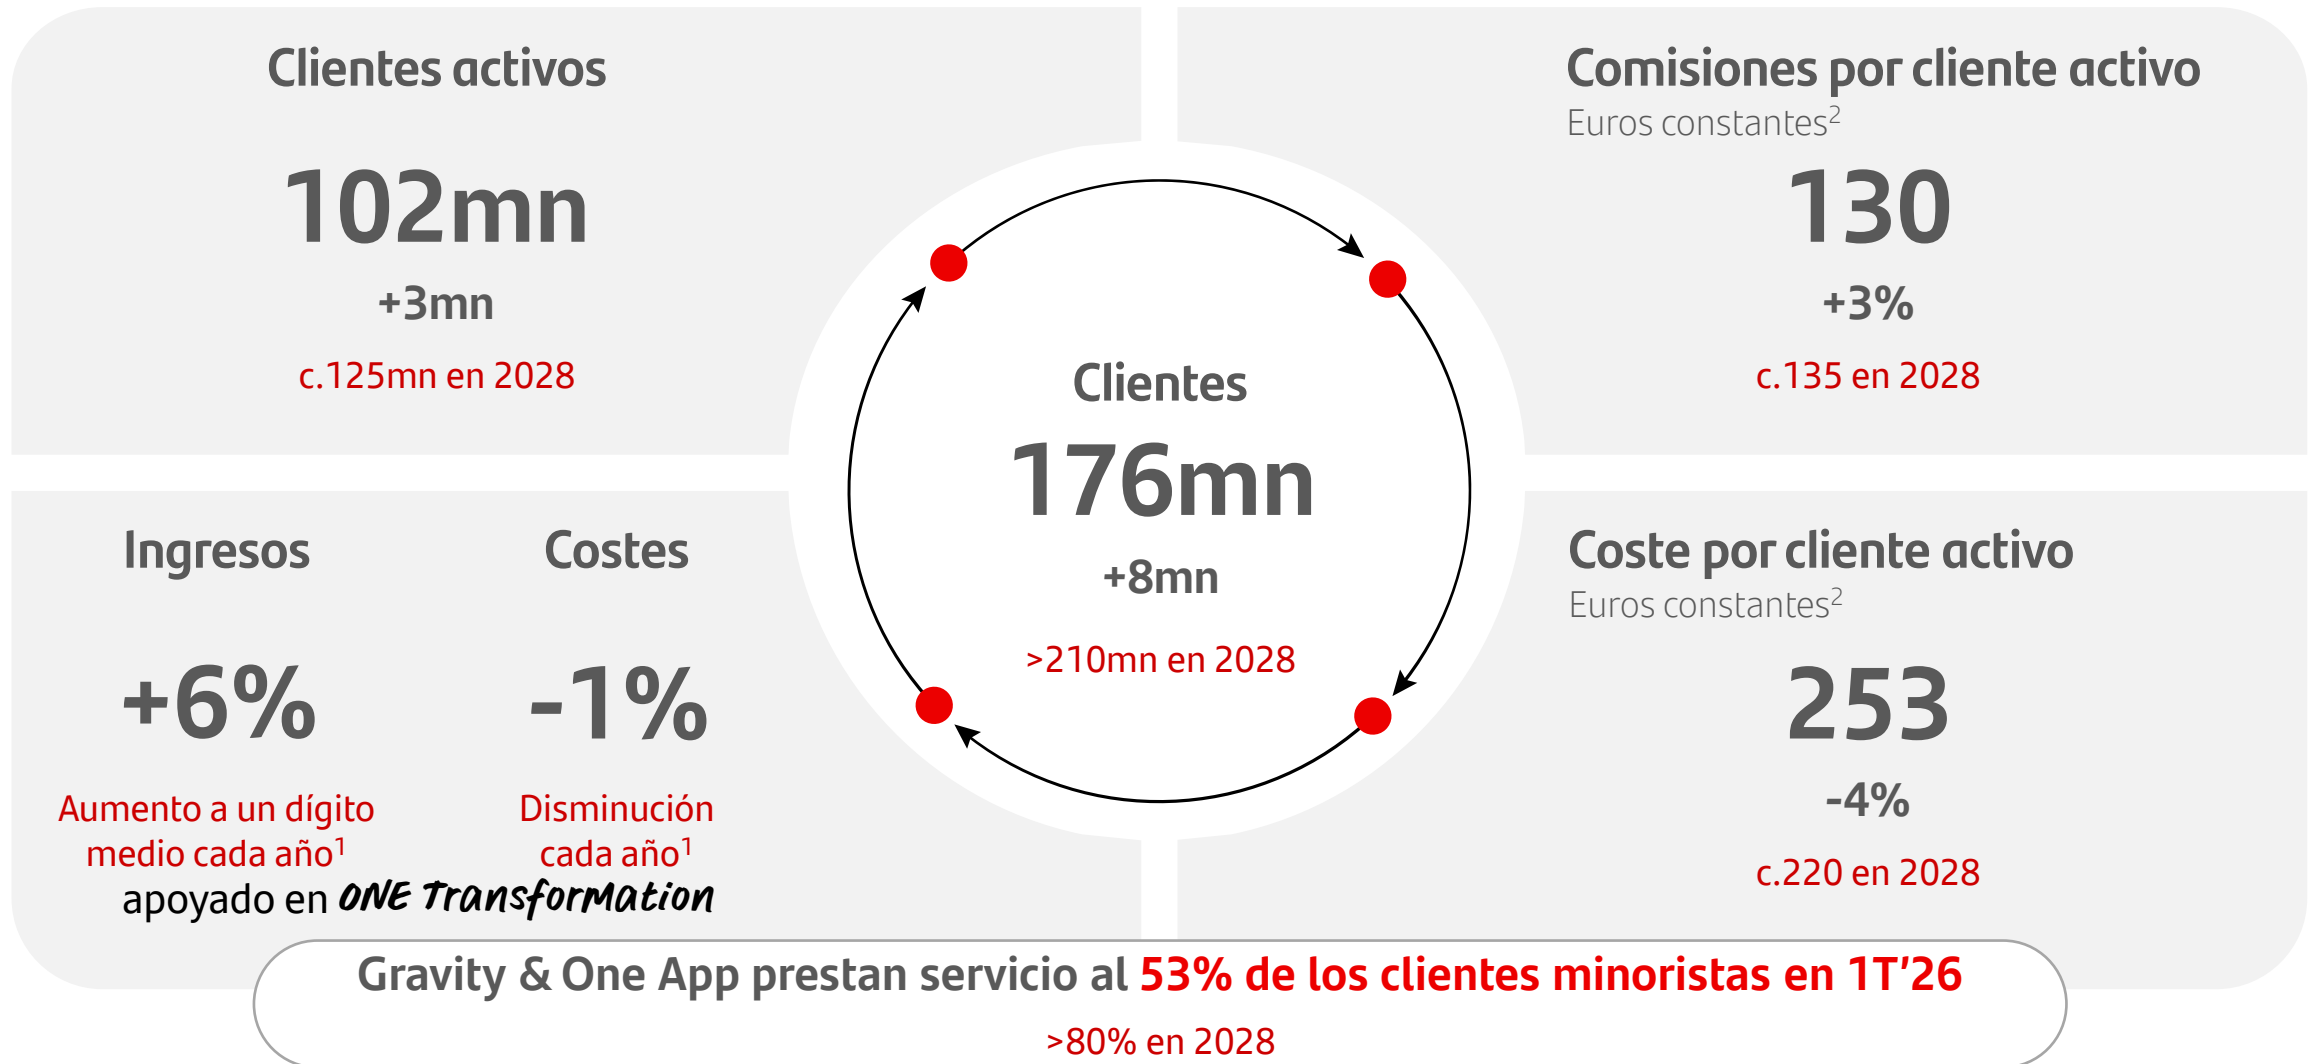 Clientes activos
102mn
+3mn
c.125mn en 2028
Comisiones por cliente activo
Euros constantes²
130
+3%
c.135 en 2028
Clientes
176mn
+8mn
>210mn en 2028
Ingresos
+6%
Aumento a un dígito
medio cada año¹
Costes
-1%
Disminución
cada año¹
apoyado en ONE Transformation
Coste por cliente activo
Euros constantes²
253
-4%
c.220 en 2028
Gravity & One App prestan servicio al 53% de los clientes minoristas en 1T'26
>80% en 2028